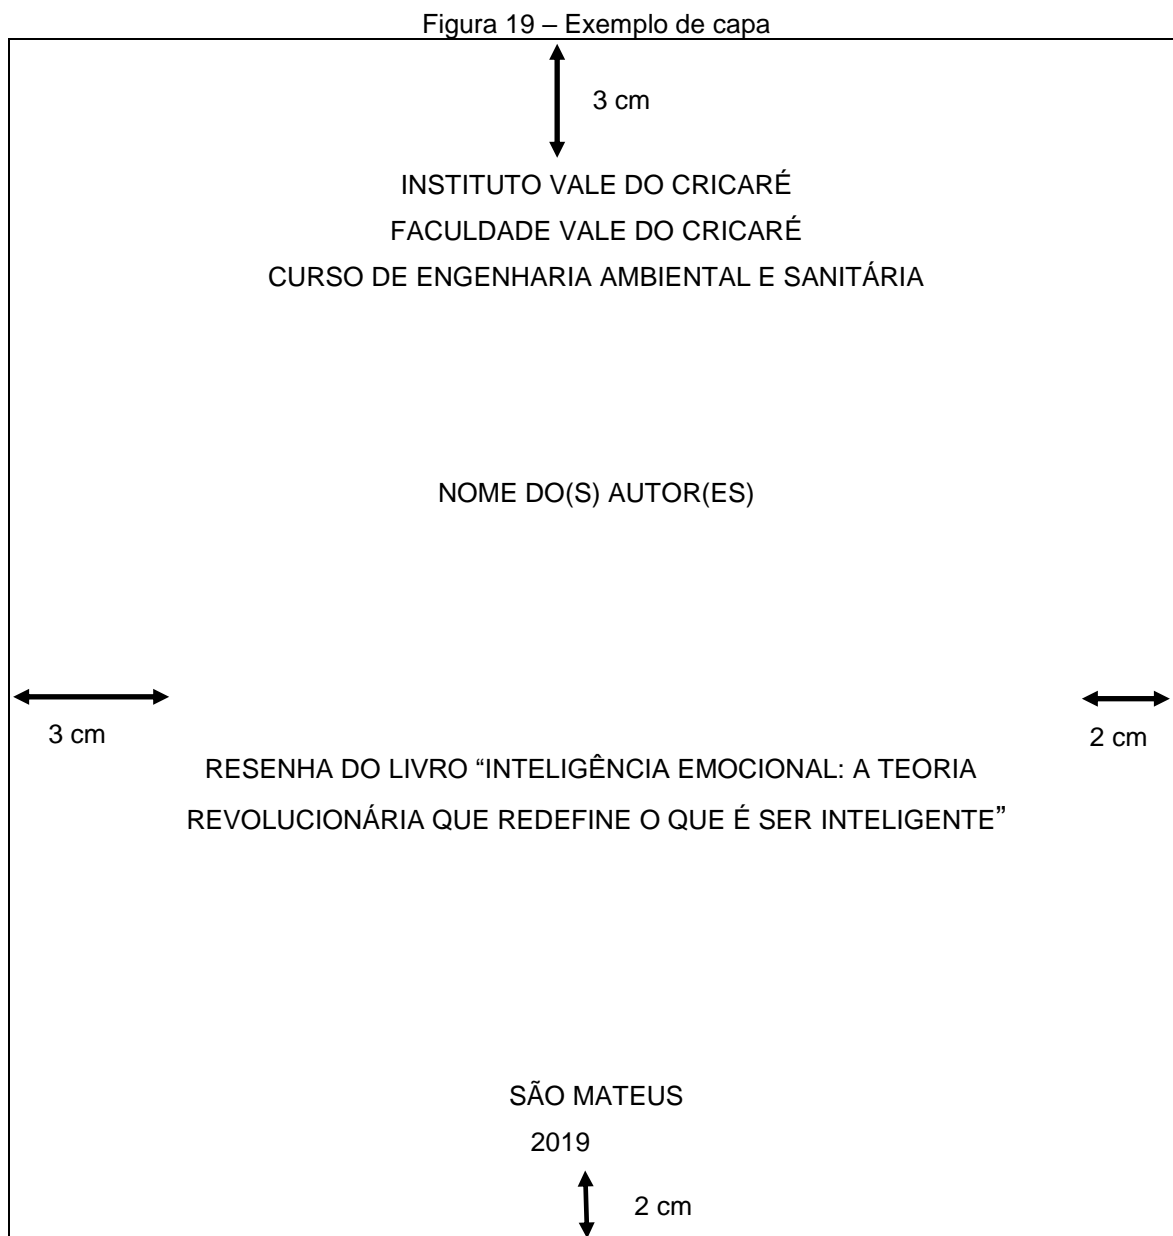 Figura 19 – Exemplo de capa
3 cm
INSTITUTO VALE DO CRICARÉ
FACULDADE VALE DO CRICARÉ
CURSO DE ENGENHARIA AMBIENTAL E SANITÁRIA
NOME DO(S) AUTOR(ES)
3 cm
2 cm
RESENHA DO LIVRO “INTELIGÊNCIA EMOCIONAL: A TEORIA
REVOLUCIONÁRIA QUE REDEFINE O QUE É SER INTELIGENTE”
SÃO MATEUS
2019
2 cm